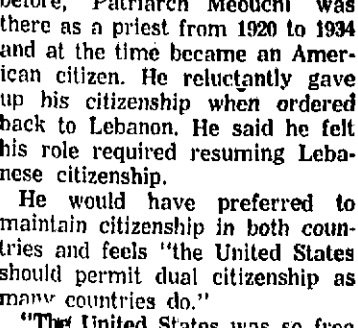 before, Patriarch Meouchi was
there as a priest from 1920 to 1934
and at the time became an Amer-
ican citizen. He reluctantly gave
up his citizenship when ordered
back to Lebanon. He said he felt
his role required resuming Leba-
nese citizenship.
He would have preferred to
maintain citizenship in both coun-
tries and feels "the United States
should permit dual citizenship as
many countries do."
"The United States was so free